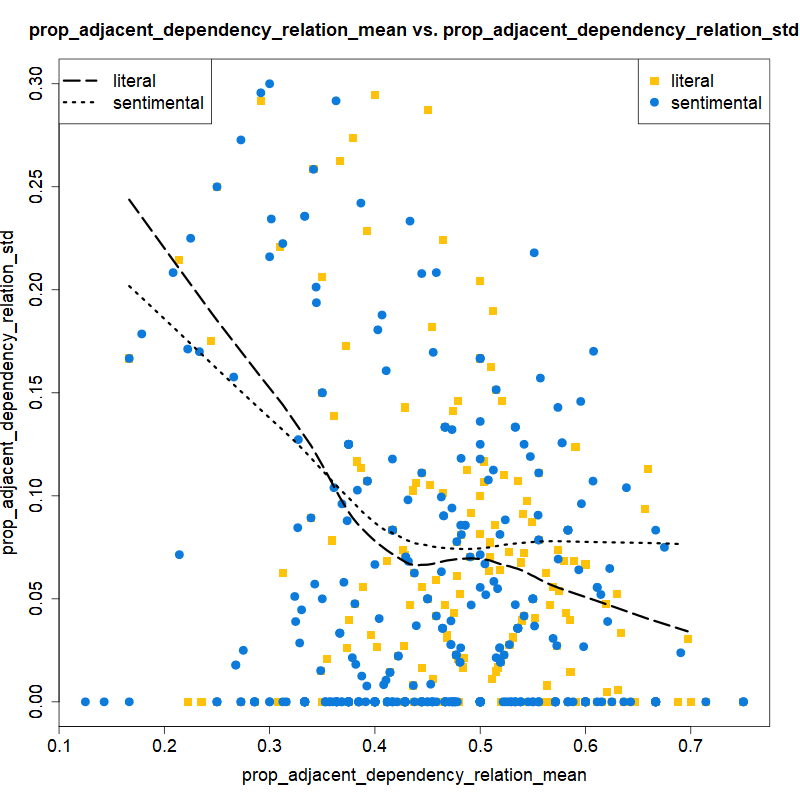 prop_adjacent_dependency_relation_mean vs. prop_adjacent_dependency_relation_std
literal
sentimental
literal
sentimental
prop_adjacent_dependency_relation_std
0.30
0.25
0.20
0.15
0.10
0.05
0.00
0.1 0.2 0.3 0.4 0.5 0.6 0.7
prop_adjacent_dependency_relation_mean